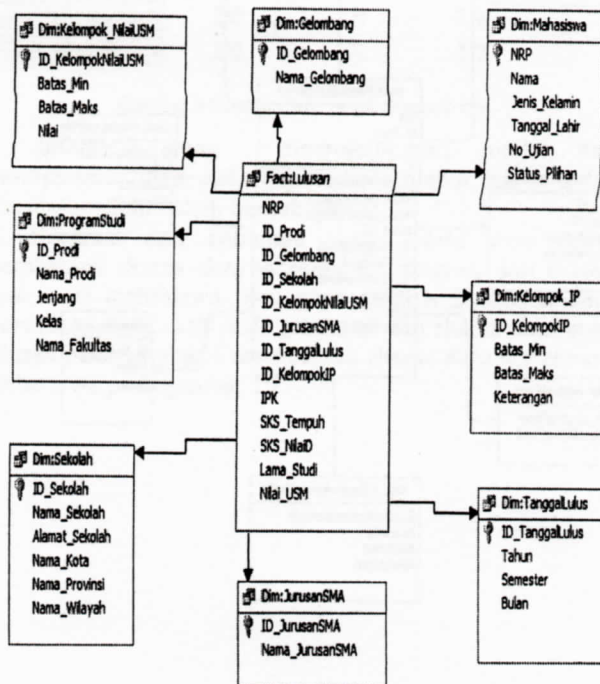 Dim:Kelompok_NilaiUSM
ID_KelompokNilaiUSM
Batas_Min
Batas_Maks
Nilai
Dim:Gelombang
ID_Gelombang
Nama_Gelombang
Dim:Mahasiswa
NRP
Nama
Jenis_Kelamin
Tanggal_Lahir
No_Ujian
Status_Pilihan
Dim:ProgramStudi
ID_Prodi
Nama_Prodi
Jenjang
Kelas
Nama_Fakultas
Fact:Lulusan
NRP
ID_Prodi
ID_Gelombang
ID_Sekolah
ID_KelompokNilaiUSM
ID_JurusanSMA
ID_TanggalLulus
ID_KelompokIP
IPK
SKS_Tempuh
SKS_NilaiD
Lama_Studi
Nilai_USM
Dim:Kelompok_IP
ID_KelompokIP
Batas_Min
Batas_Maks
Keterangan
Dim:Sekolah
ID_Sekolah
Nama_Sekolah
Alamat_Sekolah
Nama_Kota
Nama_Provinsi
Nama_Wilayah
Dim:TanggalLulus
ID_TanggalLulus
Tahun
Semester
Bulan
Dim:JurusanSMA
ID_JurusanSMA
Nama_JurusanSMA